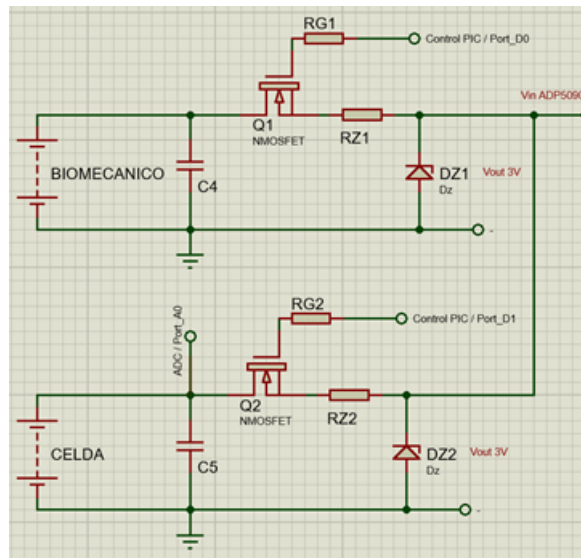 RG1
Control PIC / Port_D0
Vin ADP5090
Q1
NMOSFET
RZ1
BIOMECANICO
C4
DZ1
Dz
Vout 3V
-
ADC / Port_A0
RG2
Control PIC / Port_D1
Q2
NMOSFET
RZ2
CELDA
C5
DZ2
Dz
Vout 3V
-